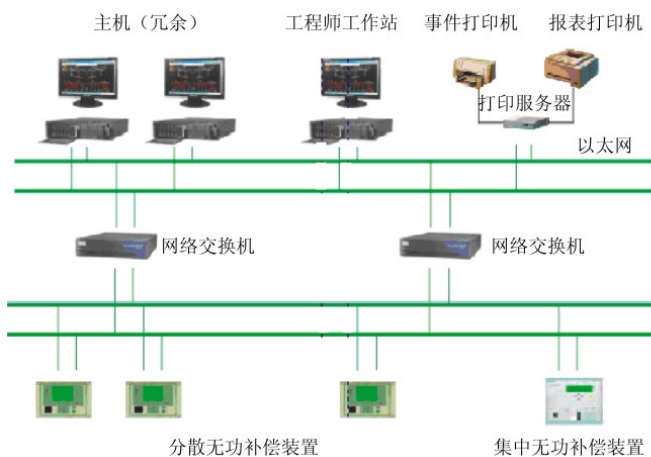 主机（冗余）
工程师工作站
事件打印机
报表打印机
打印服务器
以太网
网络交换机
网络交换机
分散无功补偿装置
集中无功补偿装置